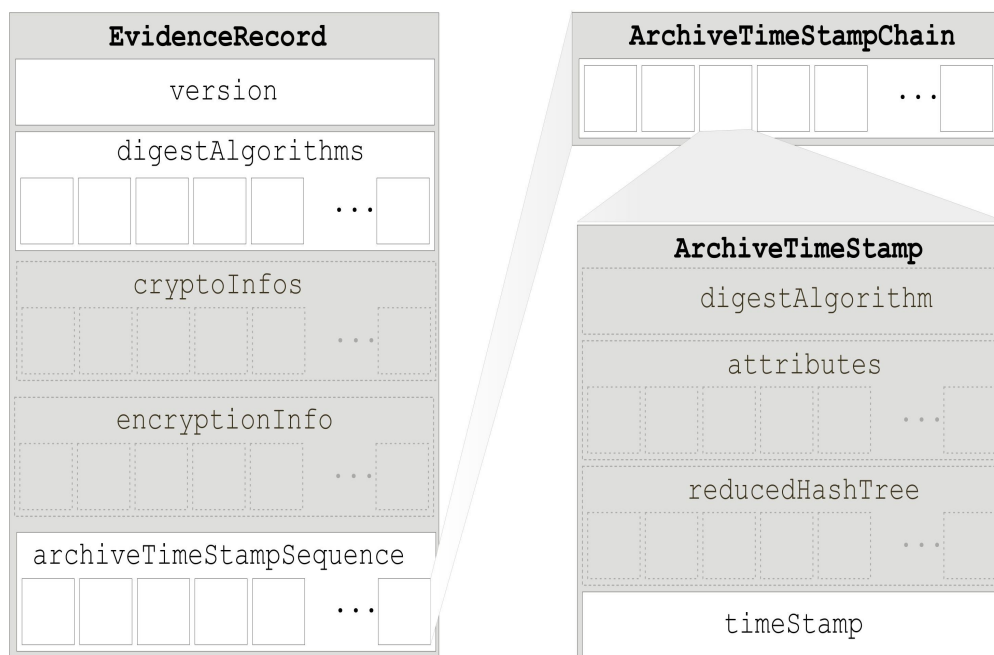 EvidenceRecord
version
digestAlgorithms
...
cryptoInfos
...
encryptionInfo
...
archiveTimeStampSequence
...
ArchiveTimeStampChain
...
ArchiveTimeStamp
digestAlgorithm
attributes
...
reducedHashTree
...
timeStamp